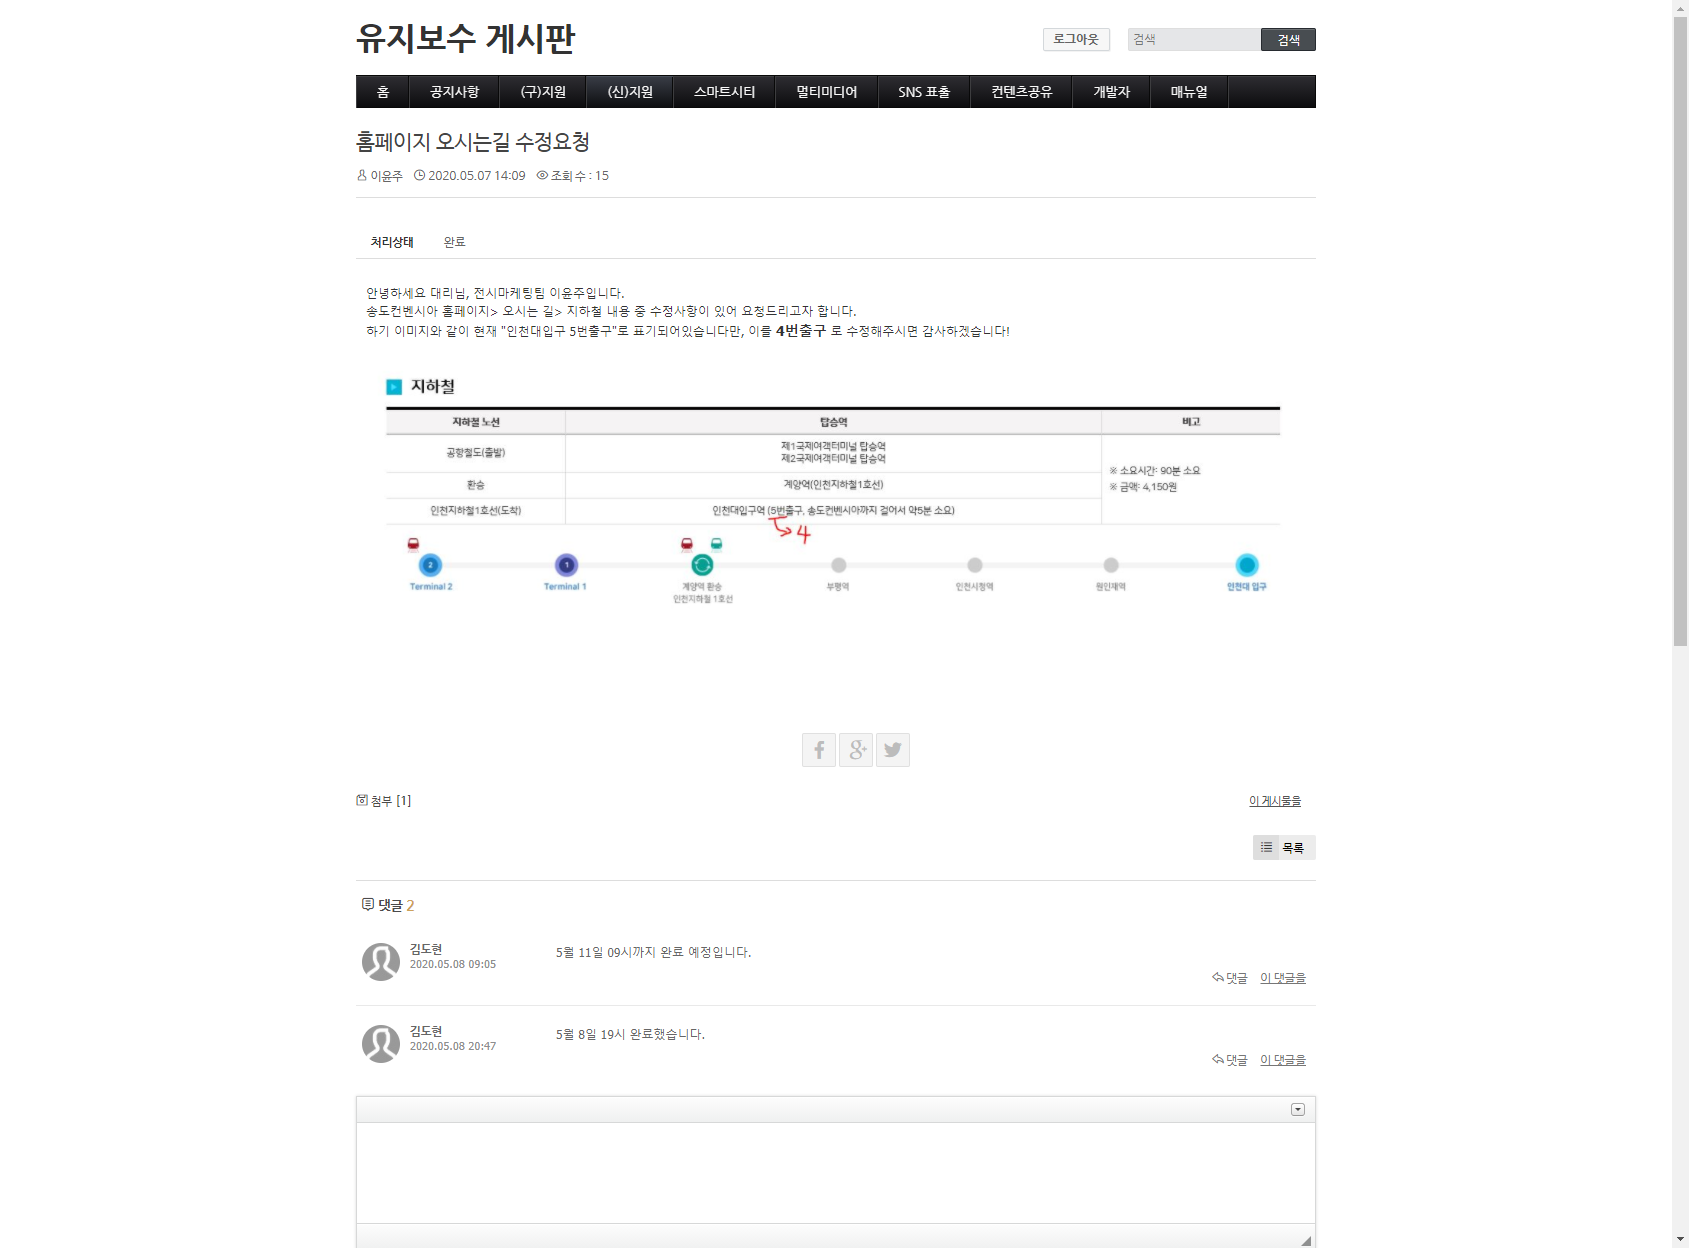 유지보수 게시판
로그아웃 검색 검색
홈 공지사항 (구)지원 (신)지원 스마트시티 멀티미디어 SNS 표출 컨텐츠공유 개발자 매뉴얼
홈페이지 오시는길 수정요청
이윤주 2020.05.07 14:09 조회 수 : 15
처리상태 완료
안녕하세요 대리님, 전시마케팅팀 이윤주입니다.
송도컨벤시아 홈페이지> 오시는 길> 지하철 내용 중 수정사항이 있어 요청드리고자 합니다.
하기 이미지와 같이 현재 "인천대입구 5번출구"로 표기되어있습니다만, 이를 4번출구 로 수정해주시면 감사하겠습니다!
지하철
지하철 노선 탑승역 비고
공항철도(출발) 제1국제여객터미널 탑승역
제2국제여객터미널 탑승역
※ 소요시간: 90분 소요
환승 계양역(인천지하철1호선)
※ 금액: 4,150원
인천지하철1호선(도착) 인천대입구역 (5번출구, 송도컨벤시아까지 걸어서 약5분 소요)
4
2 1
Terminal 2 Terminal 1 계양역 환승 부평역 인천시청역 원인재역 인천대 입구
인천지하철 1호선
첨부 [1] 이 게시물을
목록
댓글 2
김도현 5월 11일 09시까지 완료 예정입니다.
2020.05.08 09:05
댓글 이 댓글을
김도현 5월 8일 19시 완료했습니다.
2020.05.08 20:47
댓글 이 댓글을